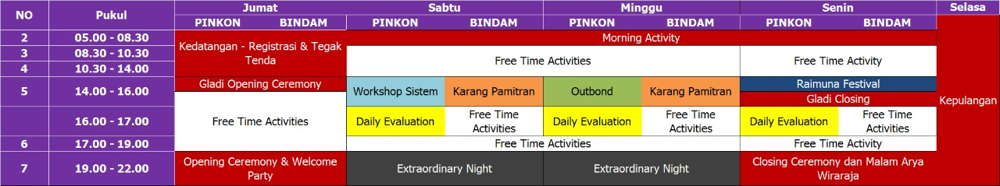 NO Pukul Jumat Sabtu Minggu Senin Selasa
PINKON BINDAM PINKON BINDAM PINKON BINDAM PINKON BINDAM
2 05.00 - 08.30 Kedatangan - Registrasi & Tegak Tenda Morning Activity Kepulangan
3 08.30 - 10.30 Free Time Activities Free Time Activity
4 10.30 - 14.00
5 14.00 - 16.00 Gladi Opening Ceremony Workshop Sistem Karang Pamitran Outbond Karang Pamitran Raimuna Festival
Gladi Closing
16.00 - 17.00 Free Time Activities Daily Evaluation Free Time Activities Daily Evaluation Free Time Activities Daily Evaluation Free Time Activities
6 17.00 - 19.00 Free Time Activities Free Time Activity
7 19.00 - 22.00 Opening Ceremony & Welcome Party Extraordinary Night Extraordinary Night Closing Ceremony dan Malam Arya Wiraraja